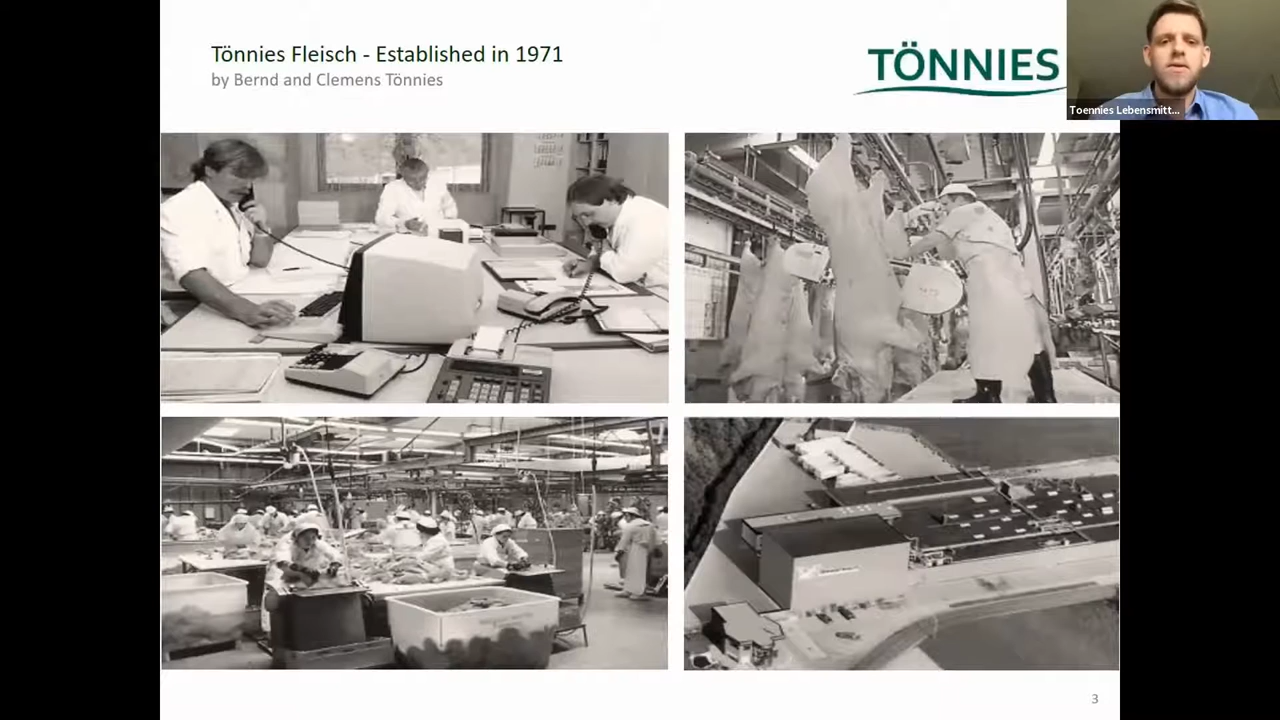 Tönnies Fleisch - Established in 1971
by Bernd and Clemens Tönnies
TÖNNIES
Toennies Lebensmitt...
3